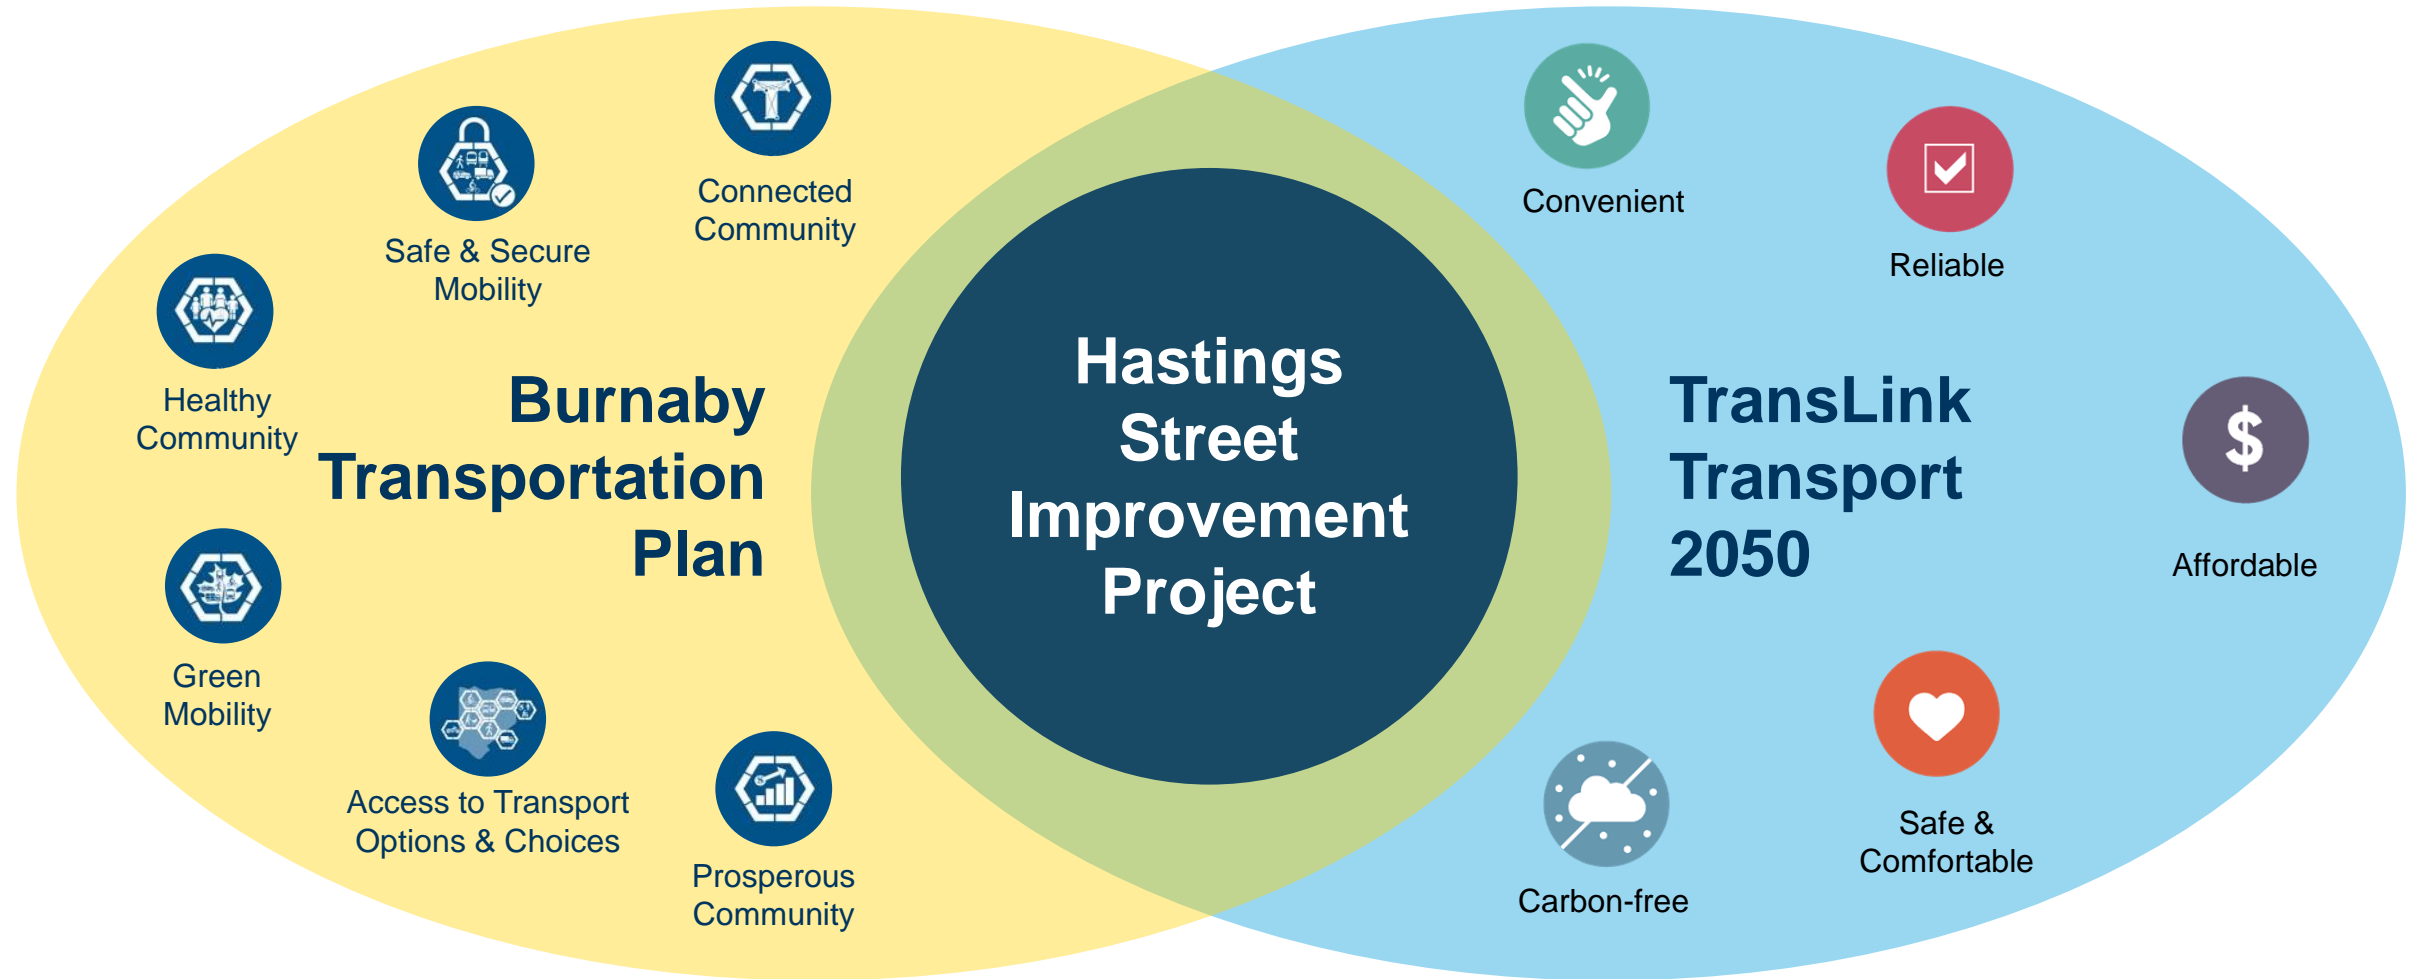 Connected
Community
Safe & Secure
Mobility
Healthy
Community
Burnaby
Transportation
Plan
Green
Mobility
Access to Transport
Options & Choices
Prosperous
Community
Hastings
Street
Improvement
Project
Convenient
Reliable
TransLink
Transport
2050
$
Affordable
Safe &
Comfortable
Carbon-free